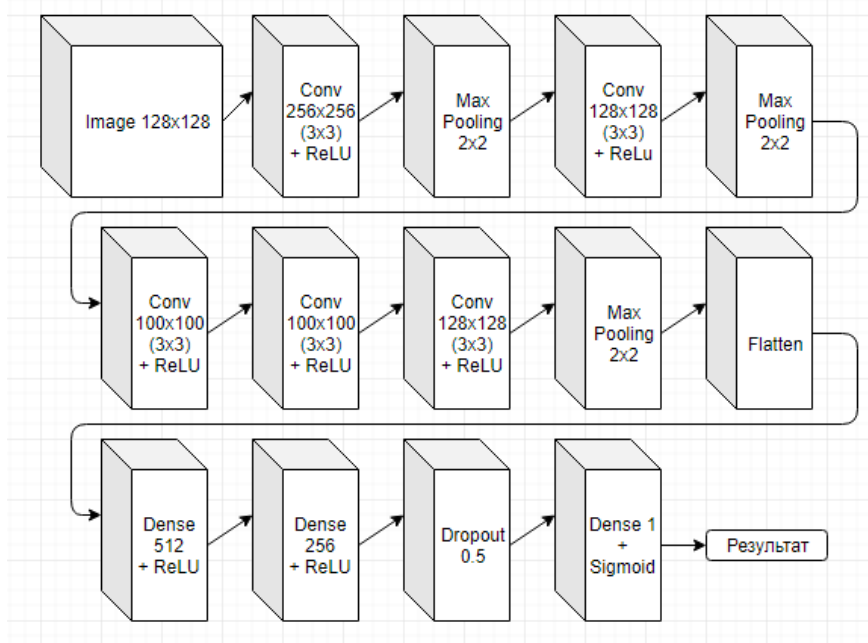 Image 128x128
Conv
256x256
(3x3)
+ ReLU
Max
Pooling
2x2
Conv
128x128
(3x3)
+ ReLu
Max
Pooling
2x2
Conv
100x100
(3x3)
+ ReLU
Conv
100x100
(3x3)
+ ReLU
Conv
128x128
(3x3)
+ ReLU
Max
Pooling
2x2
Flatten
Dense
512
+ ReLU
Dense
256
+ ReLU
Dropout
0.5
Dense 1
+
Sigmoid
Результат